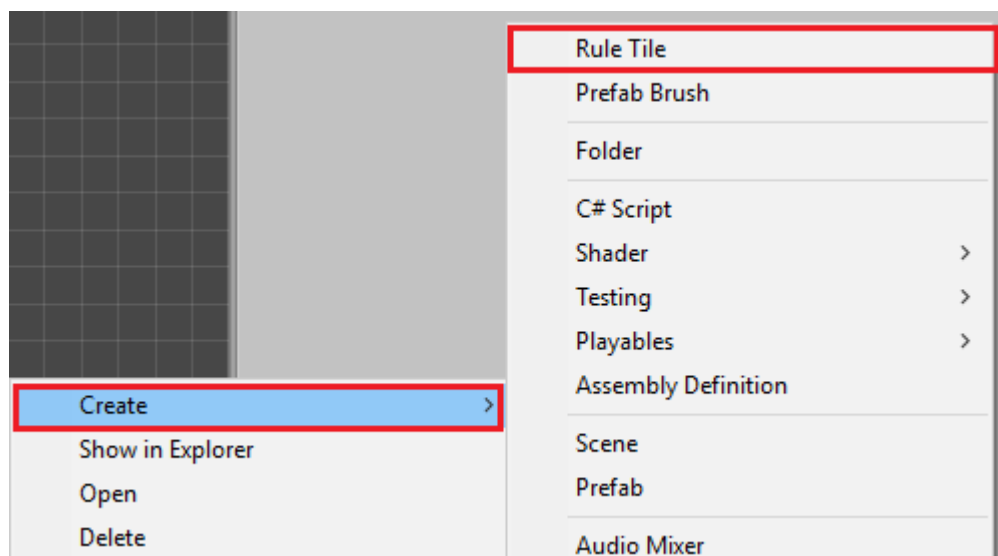 Rule Tile
Prefab Brush
Folder
C# Script
Shader
Testing
Playables
Assembly Definition
Scene
Prefab
Audio Mixer
Create
Show in Explorer
Open
Delete